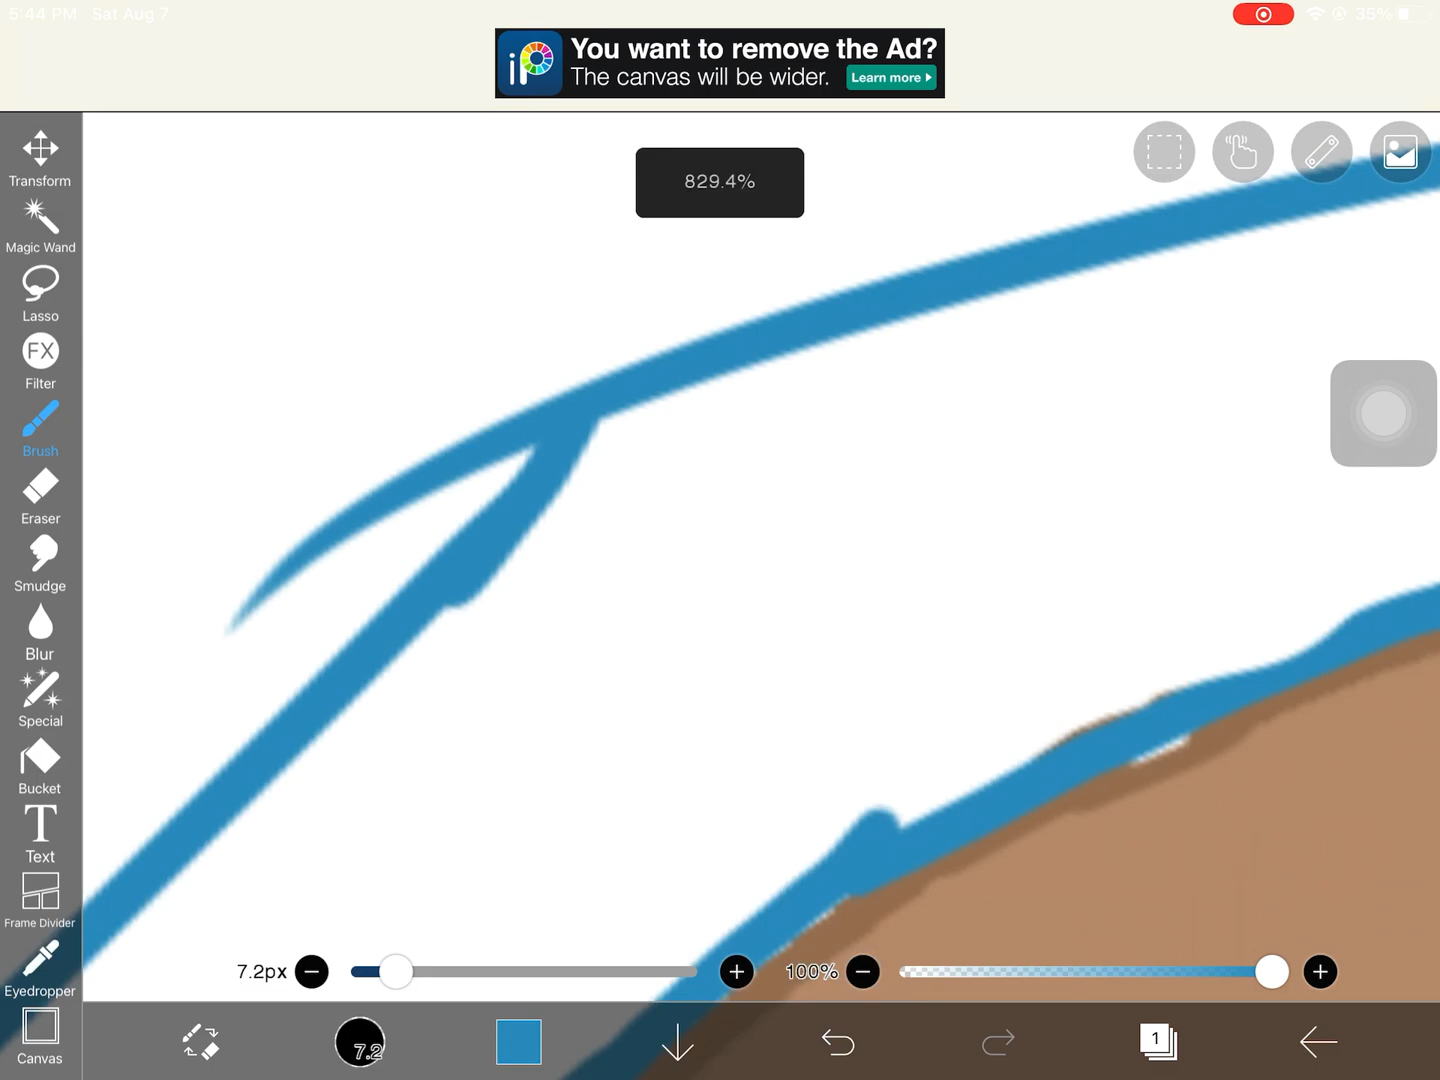 5:44 PM Sat Aug 7
35%
iP
You want to remove the Ad?
The canvas will be wider.
Learn more
829.4%
Transform
Magic Wand
Lasso
FX
Filter
Brush
Eraser
Smudge
Blur
Special
Bucket
T
Text
Frame Divider
Eyedropper
Canvas
7.2px
100%
7.2
1